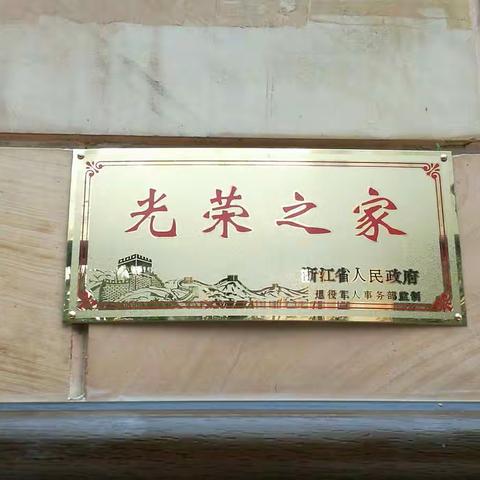 光荣之家
浙江省人民政府
退役军人事务部监制